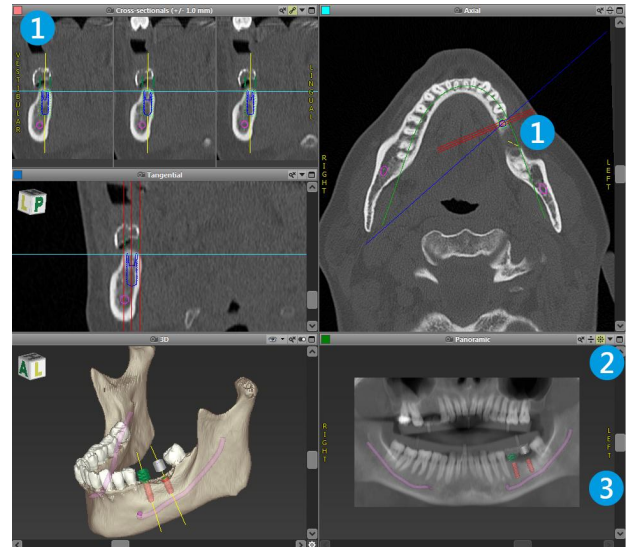 Cross-sectionals (+/- 1.0 mm)
1
VESTIBULAR
LINGUAL
Axial
1
RIGHT
LEFT
Tangential
L P
3D
A L
Panoramic
2
RIGHT
LEFT
3